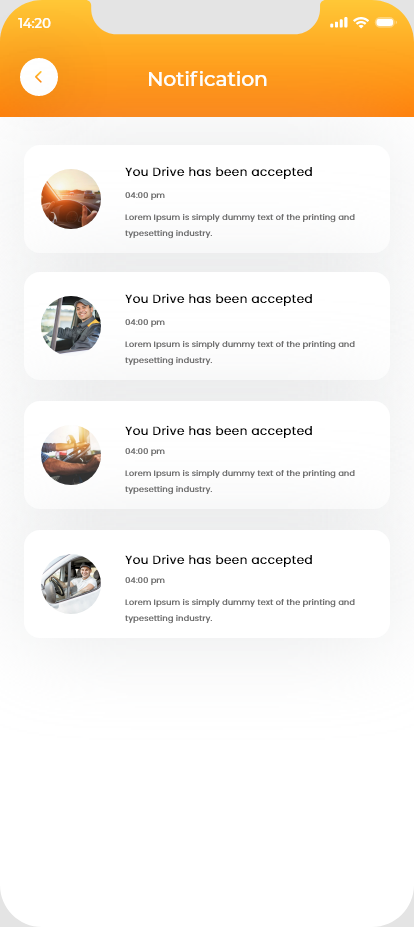 14:20
Notification
You Drive has been accepted
04:00 pm
Lorem Ipsum is simply dummy text of the printing and
typesetting industry.
You Drive has been accepted
04:00 pm
Lorem Ipsum is simply dummy text of the printing and
typesetting industry.
You Drive has been accepted
04:00 pm
Lorem Ipsum is simply dummy text of the printing and
typesetting industry.
You Drive has been accepted
04:00 pm
Lorem Ipsum is simply dummy text of the printing and
typesetting industry.